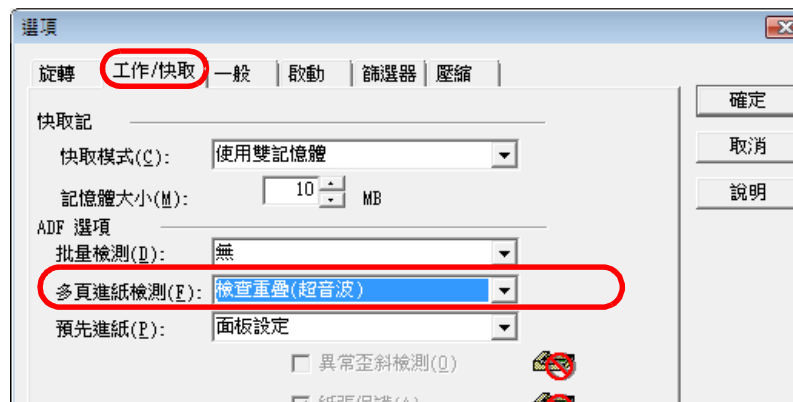 選項
旋轉 工作/快取 一般 啟動 篩選器 壓縮
確定
快取記
快取模式(C): 使用雙記憶體
取消
記憶體大小(M): 10 MB
說明
ADF 選項
批量檢測(D): 無
多頁進紙檢測(F): 檢查重疊(超音波)
預先進紙(P): 面板設定
異常歪斜檢測(O)
紙張保護(A)